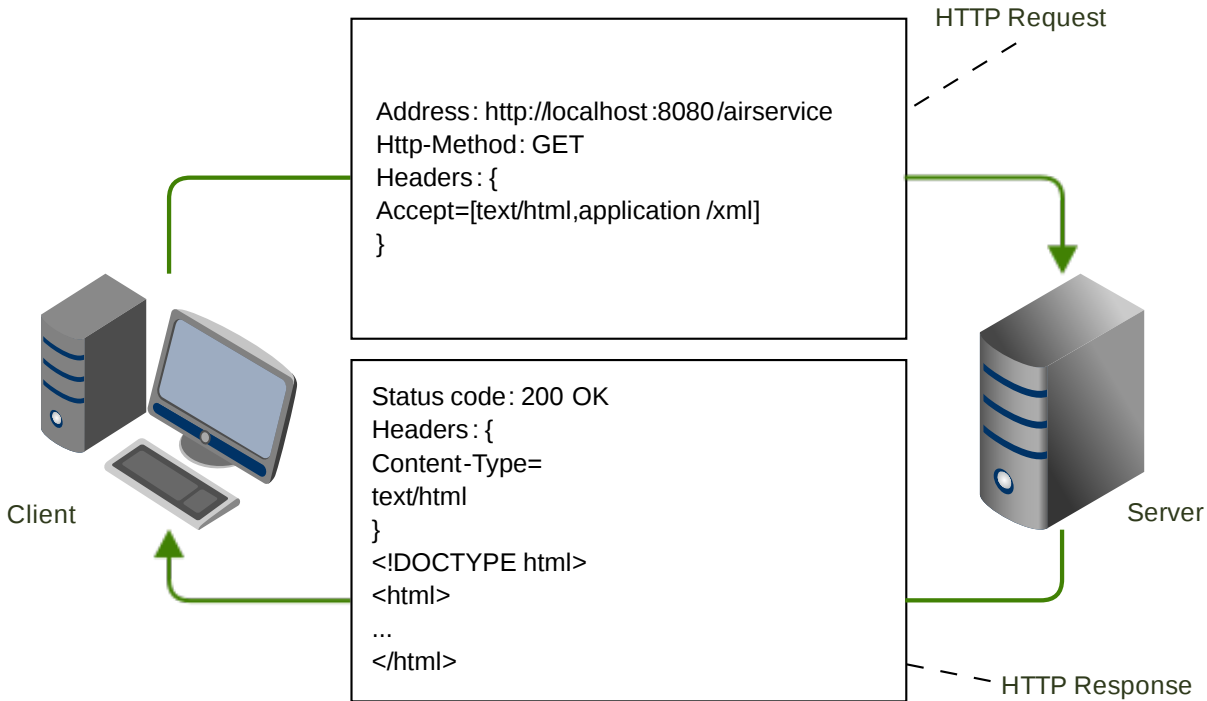 HTTP Request
Address: http://localhost:8080/airservice
Http-Method: GET
Headers: {
Accept=[text/html,application/xml]
}
Status code: 200 OK
Headers: {
Content-Type=
text/html
}
<!DOCTYPE html>
<html>
...
</html>
Client
Server
HTTP Response